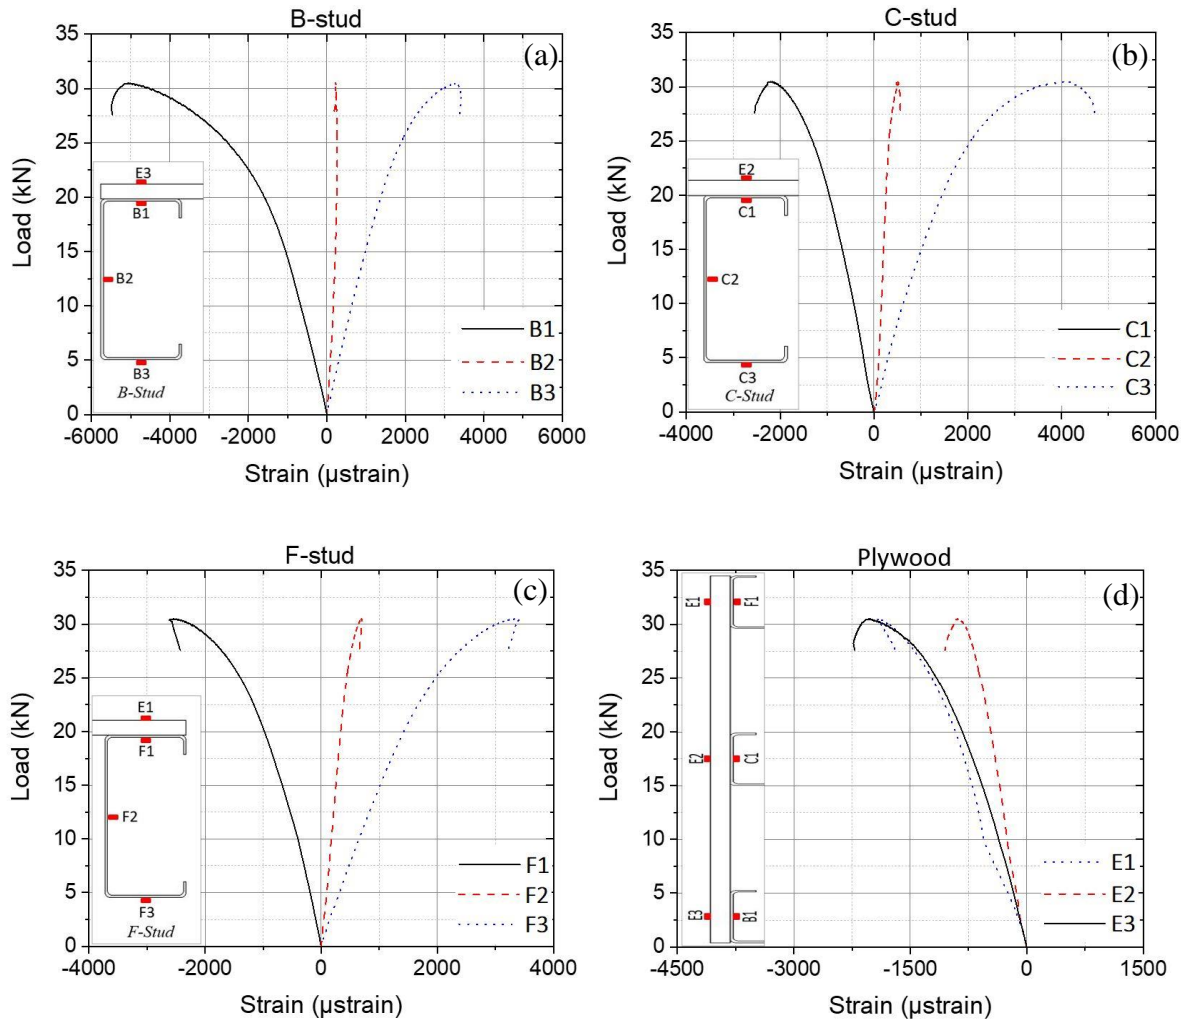 B-stud
(a)
35
30
25
20
15
10
5
0
Load (kN)
E3
B1
B2
B3
B-Stud
B1
B2
B3
-6000 -4000 -2000 0 2000 4000 6000
Strain (µstrain)
C-stud
(b)
35
30
25
20
15
10
5
0
Load (kN)
E2
C1
C2
C3
C-Stud
C1
C2
C3
-4000 -2000 0 2000 4000 6000
Strain (µstrain)
F-stud
(c)
35
30
25
20
15
10
5
0
Load (kN)
E1
F1
F2
F3
F-Stud
F1
F2
F3
-4000 -2000 0 2000 4000
Strain (µstrain)
Plywood
(d)
35
30
25
20
15
10
5
0
Load (kN)
E1 F1
E2 C1
E3 B1
E1
E2
E3
-4500 -3000 -1500 0 1500
Strain (µstrain)